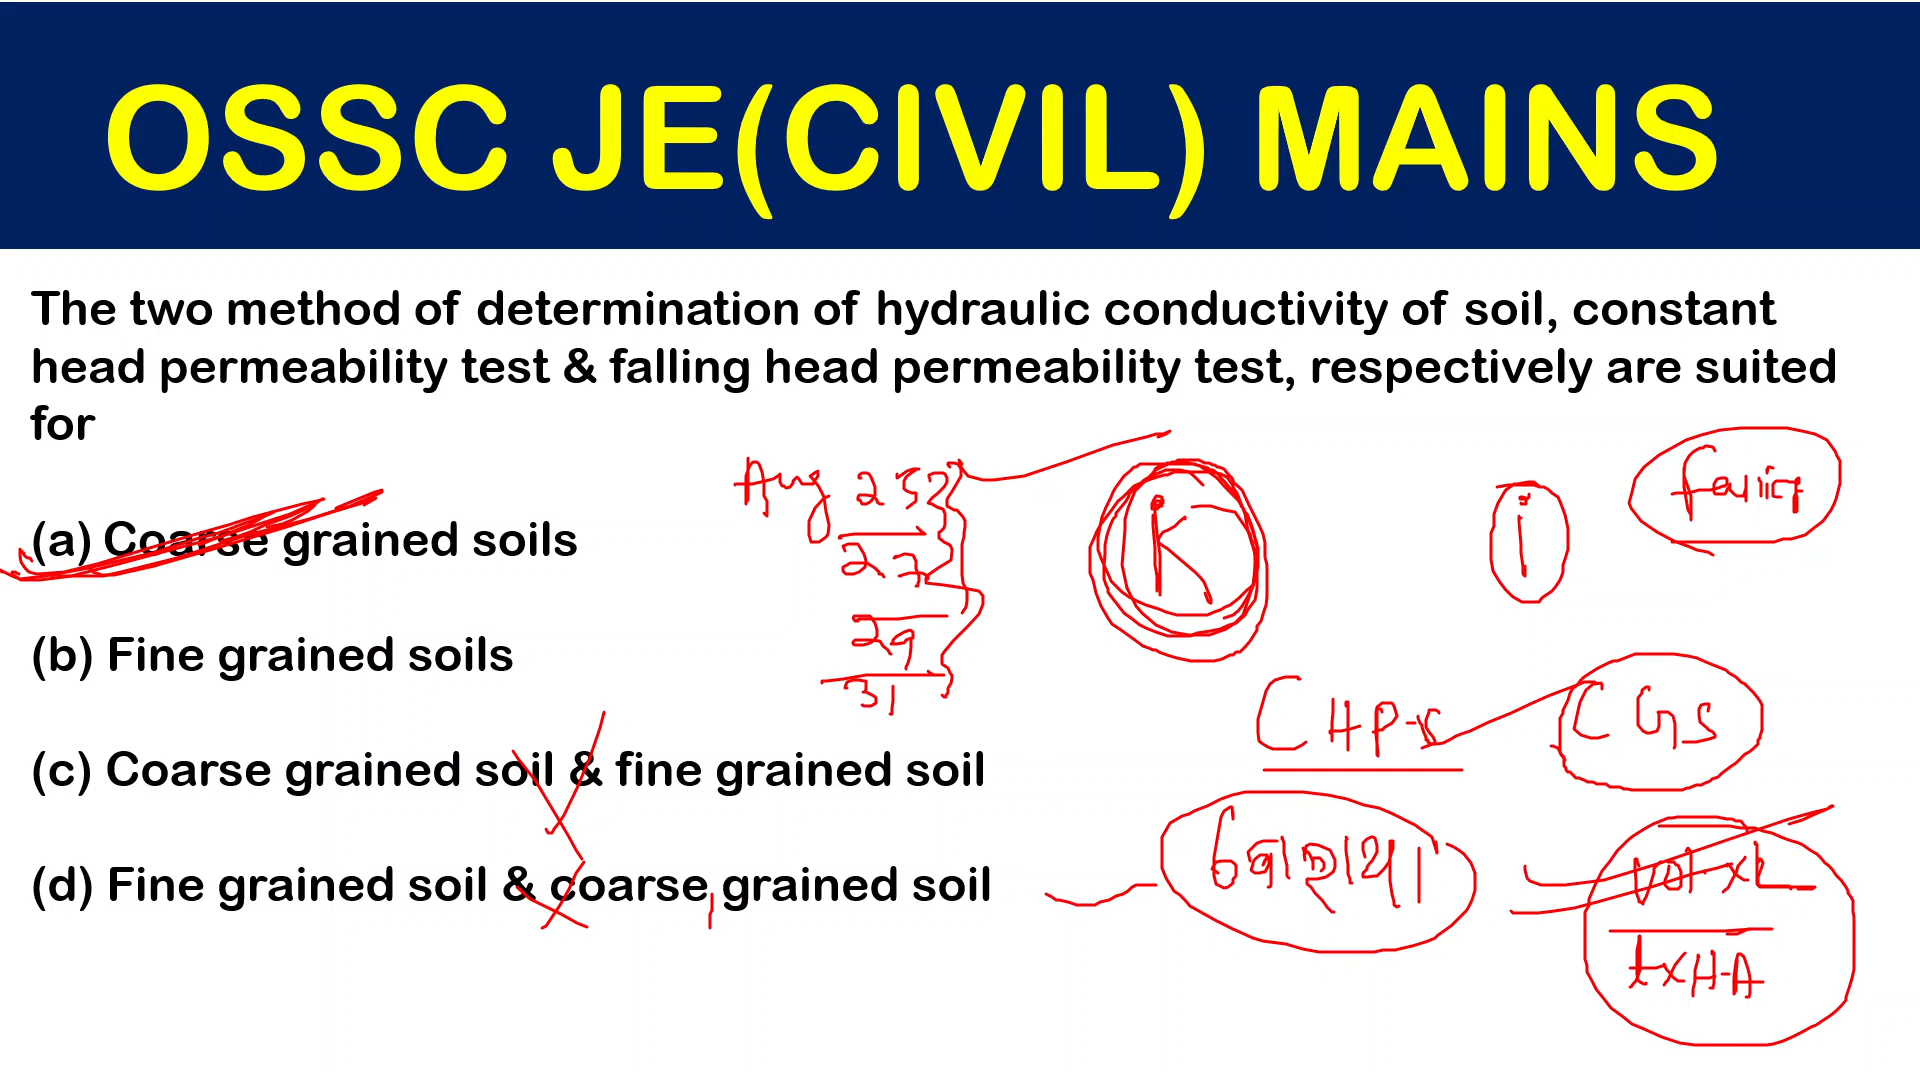 OSSC JE(CIVIL) MAINS
The two method of determination of hydraulic conductivity of soil, constant
head permeability test & falling head permeability test, respectively are suited
for
Aug 25
falling
K
i
(a) Coarse grained soils
27
(b) Fine grained soils
29
31
CHP-
CGS
(c) Coarse grained soil & fine grained soil
(d) Fine grained soil & coarse grained soil
vol × L
t×H-A